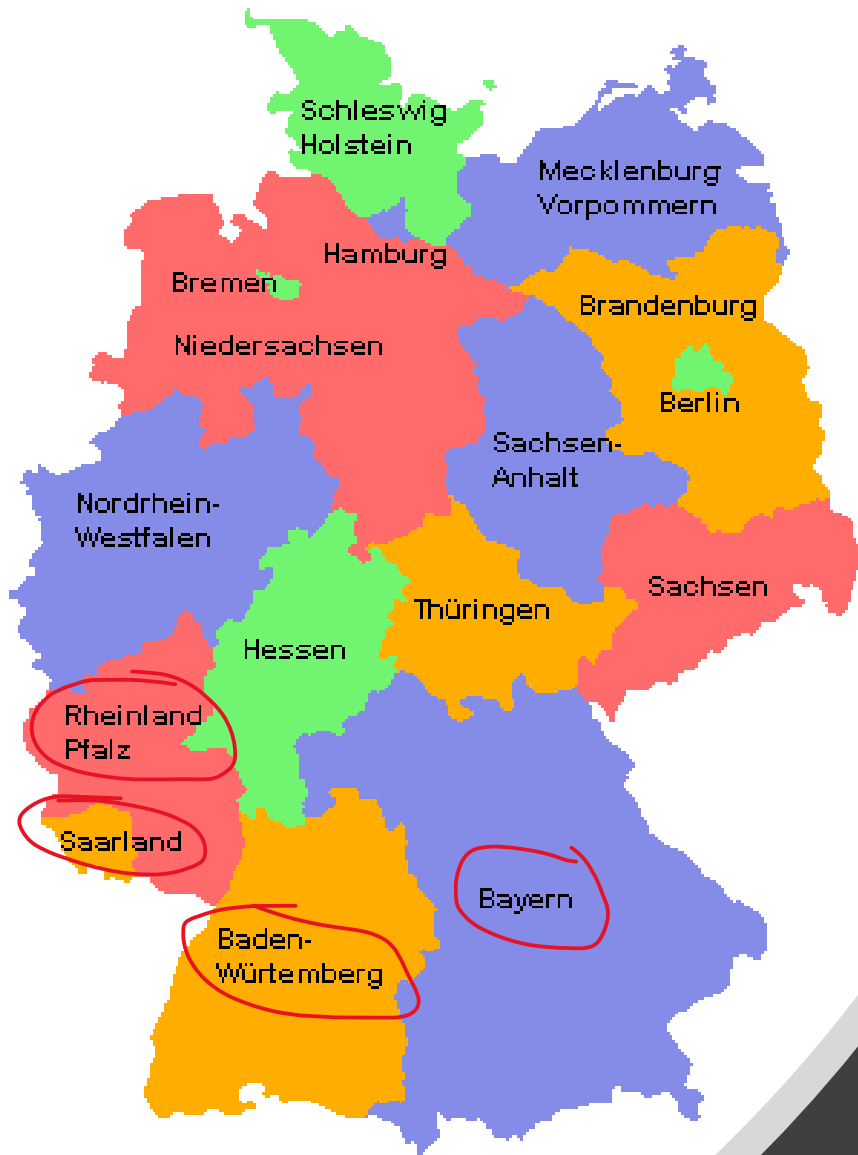 Schleswig
Holstein
Mecklenburg
Vorpommern
Hamburg
Bremen
Brandenburg
Niedersachsen
Berlin
Sachsen-
Anhalt
Nordrhein-
Westfalen
Sachsen
Thüringen
Hessen
Rheinland
Pfalz
Saarland
Bayern
Baden-
Würtemberg